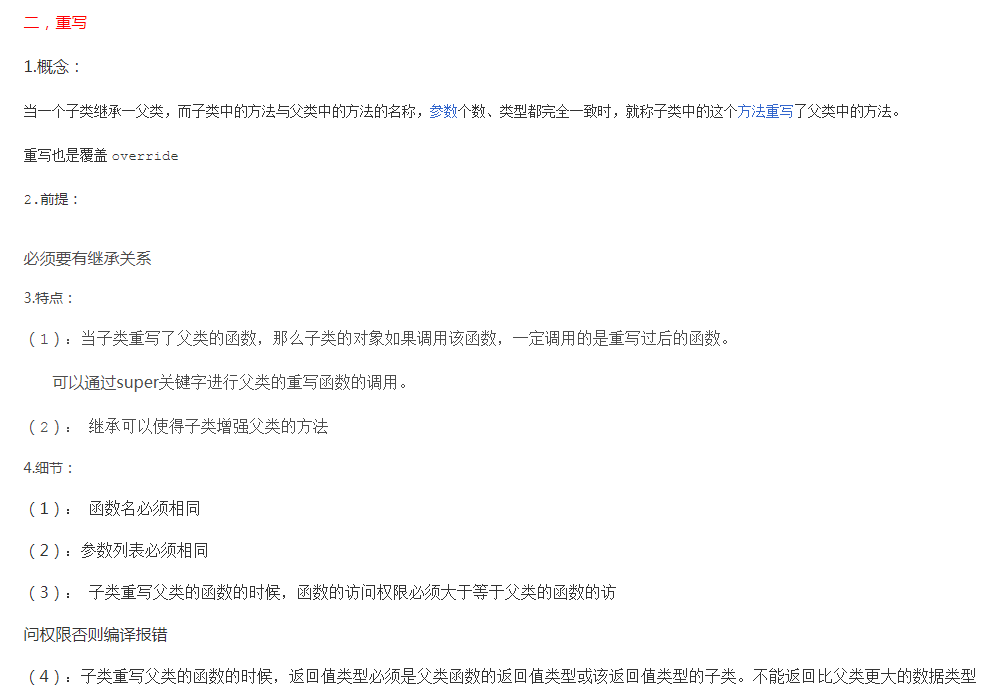 二，重写
1.概念：
当一个子类继承一父类，而子类中的方法与父类中的方法的名称，参数个数、类型都完全一致时，就称子类中的这个方法重写了父类中的方法。
重写也是覆盖 override
2.前提：
必须要有继承关系
3.特点：
（1）：当子类重写了父类的函数，那么子类的对象如果调用该函数，一定调用的是重写过后的函数。
可以通过super关键字进行父类的重写函数的调用。
（2）： 继承可以使得子类增强父类的方法
4.细节：
（1）： 函数名必须相同
（2）：参数列表必须相同
（3）： 子类重写父类的函数的时候，函数的访问权限必须大于等于父类的函数的访
问权限否则编译报错
（4）：子类重写父类的函数的时候，返回值类型必须是父类函数的返回值类型或该返回值类型的子类。不能返回比父类更大的数据类型